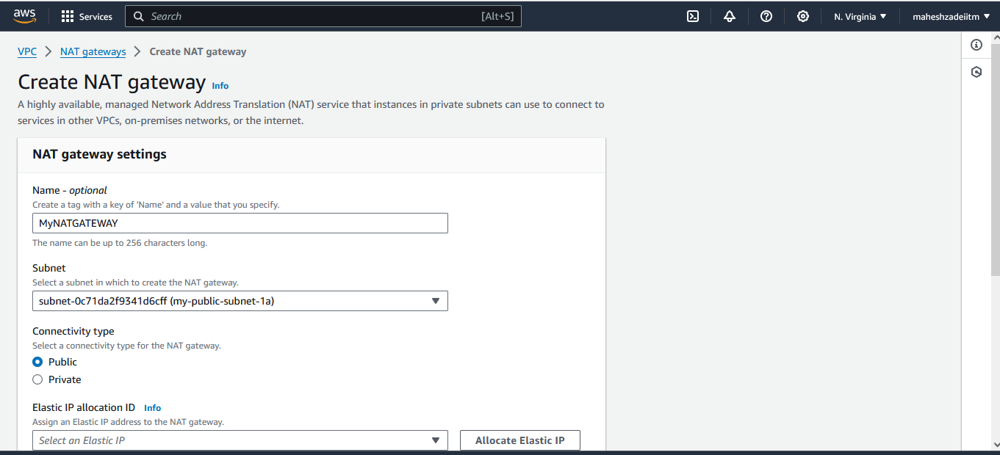 aws Services Search [Alt+S] N. Virginia maheshzadeiitm
VPC NAT gateways Create NAT gateway
Create NAT gateway Info
A highly available, managed Network Address Translation (NAT) service that instances in private subnets can use to connect to
services in other VPCs, on-premises networks, or the internet.
NAT gateway settings
Name - optional
Create a tag with a key of 'Name' and a value that you specify.
MyNATGATEWAY
The name can be up to 256 characters long.
Subnet
Select a subnet in which to create the NAT gateway.
subnet-0c71da2f9341d6cff (my-public-subnet-1a)
Connectivity type
Select a connectivity type for the NAT gateway.
Public
Private
Elastic IP allocation ID Info
Assign an Elastic IP address to the NAT gateway.
Select an Elastic IP Allocate Elastic IP